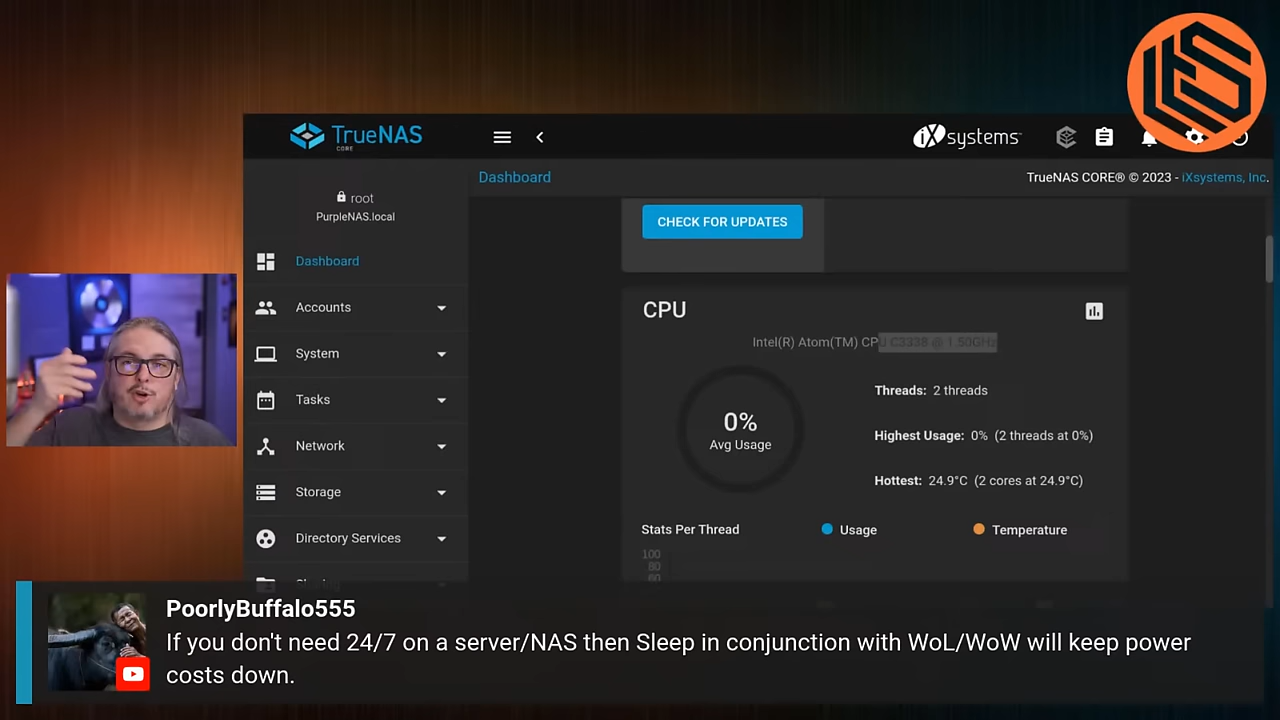 TrueNAS
CORE
iXsystems
root
PurpleNAS.local
Dashboard
TrueNAS CORE® © 2023 - iXsystems, Inc.
CHECK FOR UPDATES
Dashboard
Accounts
System
Tasks
Network
Storage
Directory Services
CPU
Intel(R) Atom(TM) CPU C3338 @ 1.50GHz
0%
Avg Usage
Threads: 2 threads
Highest Usage: 0% (2 threads at 0%)
Hottest: 24.9°C (2 cores at 24.9°C)
Stats Per Thread
Usage
Temperature
100
80
60
PoorlyBuffalo555
If you don't need 24/7 on a server/NAS then Sleep in conjunction with WoL/WoW will keep power
costs down.